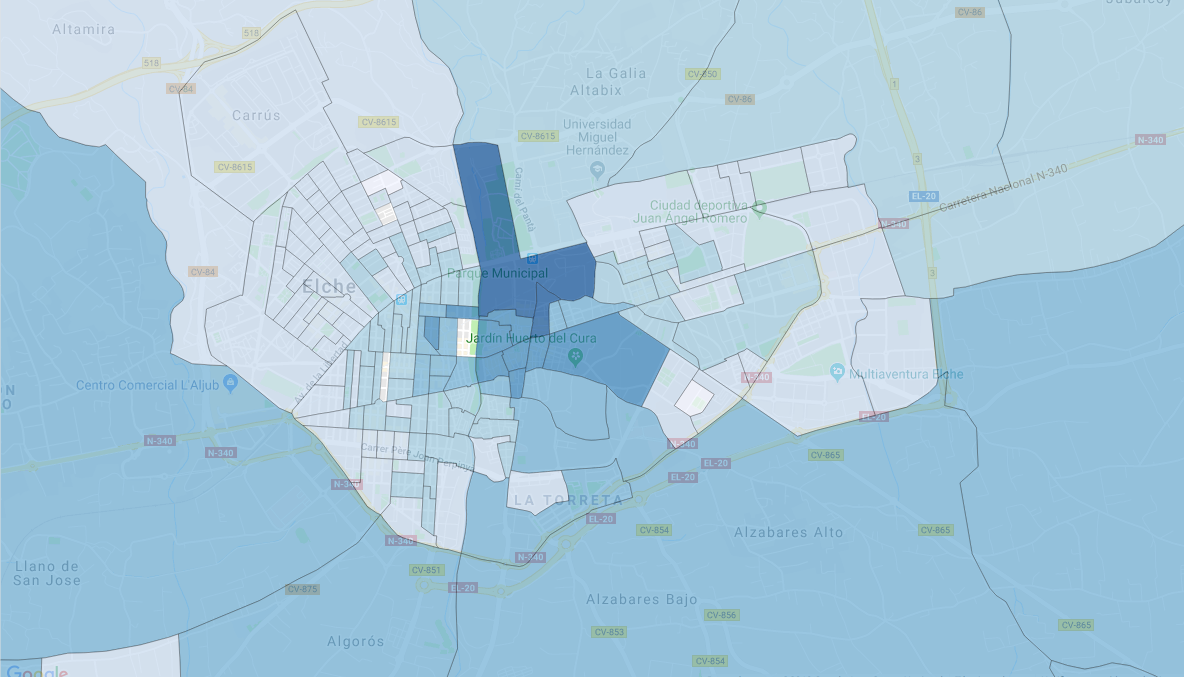 Altamira
518
518
CV-84
Carrús
CV-8615
CV-8615
CV-84
Elche
Av. de la Libertad
Centro Comercial L'Aljub
N-340
N-340
Carrer Pere Joan Perpinya
N-340
N-340
CV-851
EL-20
N-340
CV-875
Llano de
San Jose
Algorós
Google
CV-86
La Galia
Altabix
CV-850
CV-86
CV-8615
Universidad
Miguel
Hernández
Camí del Pantà
Parque Municipal
Jardín Huerto del Cura
Ciudad deportiva
Juan Ángel Romero
1
3
EL-20
N-340
Carretera Nacional N-340
N-340
3
N-340
Multiaventura Elche
EL-20
N-340
EL-20
EL-20
CV-865
LA TORRETA
EL-20
CV-854
Alzabares Alto
CV-865
Alzabares Bajo
CV-856
CV-853
CV-865
CV-854